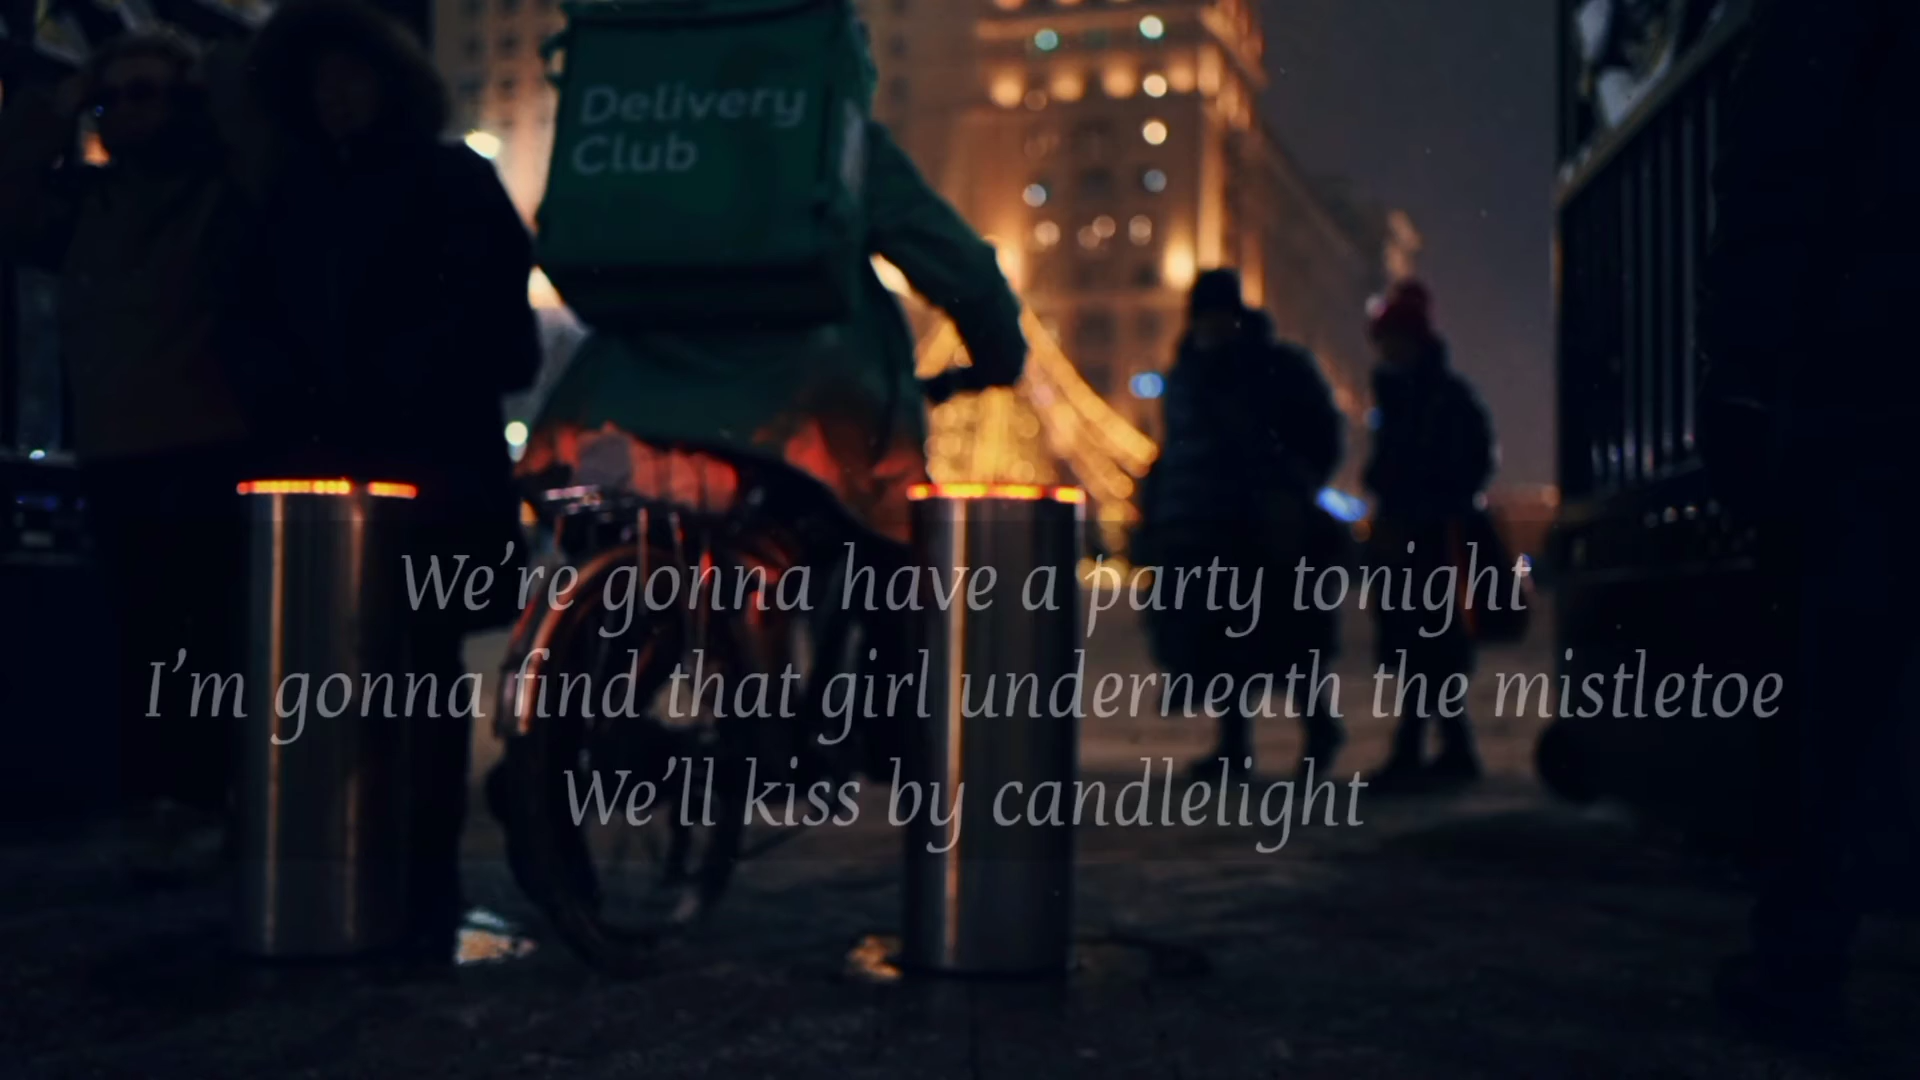 Delivery
Club
We’re gonna have a party tonight
I’m gonna find that girl underneath the mistletoe
We’ll kiss by candlelight